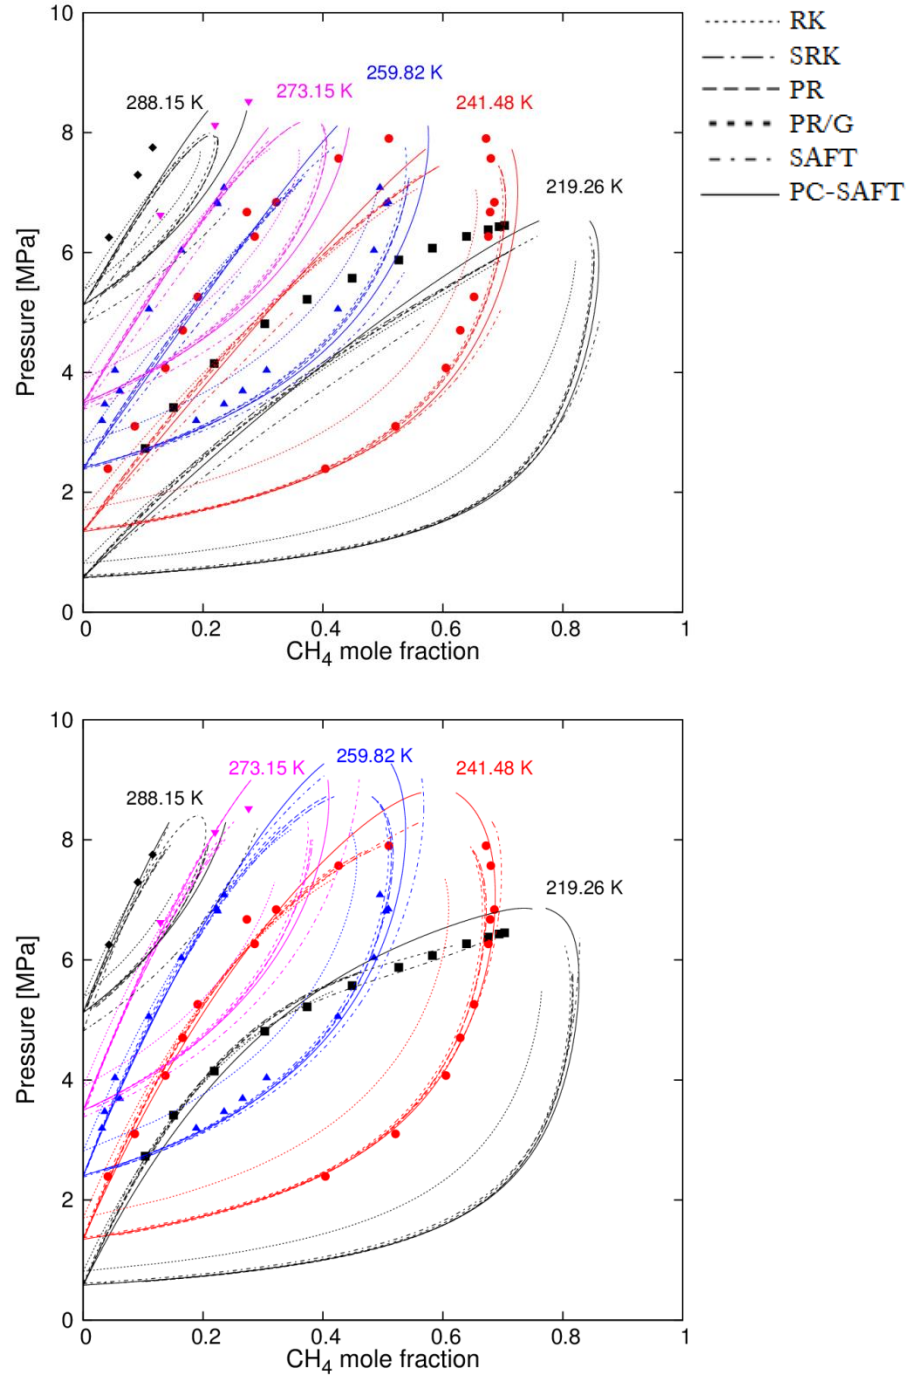 10
8
6
4
2
0
0
0.2
0.4
0.6
0.8
1
Pressure [MPa]
CH4 mole fraction
288.15 K
273.15 K
259.82 K
241.48 K
219.26 K
RK
SRK
PR
PR/G
SAFT
PC-SAFT
10
8
6
4
2
0
0
0.2
0.4
0.6
0.8
1
Pressure [MPa]
CH4 mole fraction
288.15 K
273.15 K
259.82 K
241.48 K
219.26 K